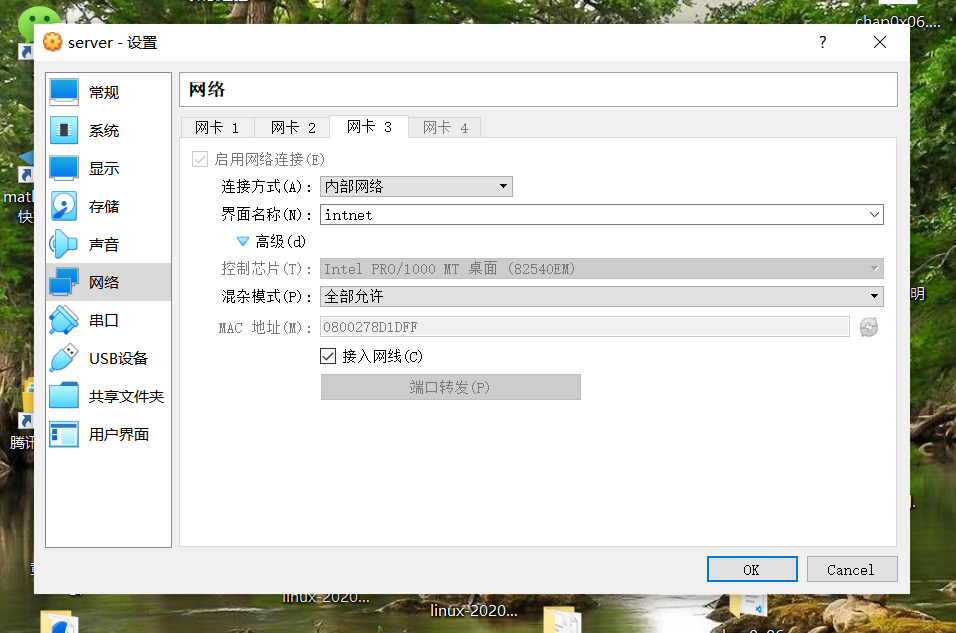 chap0x06....
server - 设置
?
常规
系统
显示
存储
声音
网络
串口
USB设备
共享文件夹
用户界面
网络
网卡 1
网卡 2
网卡 3
网卡 4
启用网络连接(E)
连接方式(A): 内部网络
界面名称(N): intnet
高级(d)
控制芯片(T): Intel PRO/1000 MT 桌面 (82540EM)
混杂模式(P): 全部允许
MAC 地址(M): 0800278D1DFF
接入网线(C)
端口转发(P)
OK
Cancel
快
腾讯
明
linux-2020...
linux-2020...